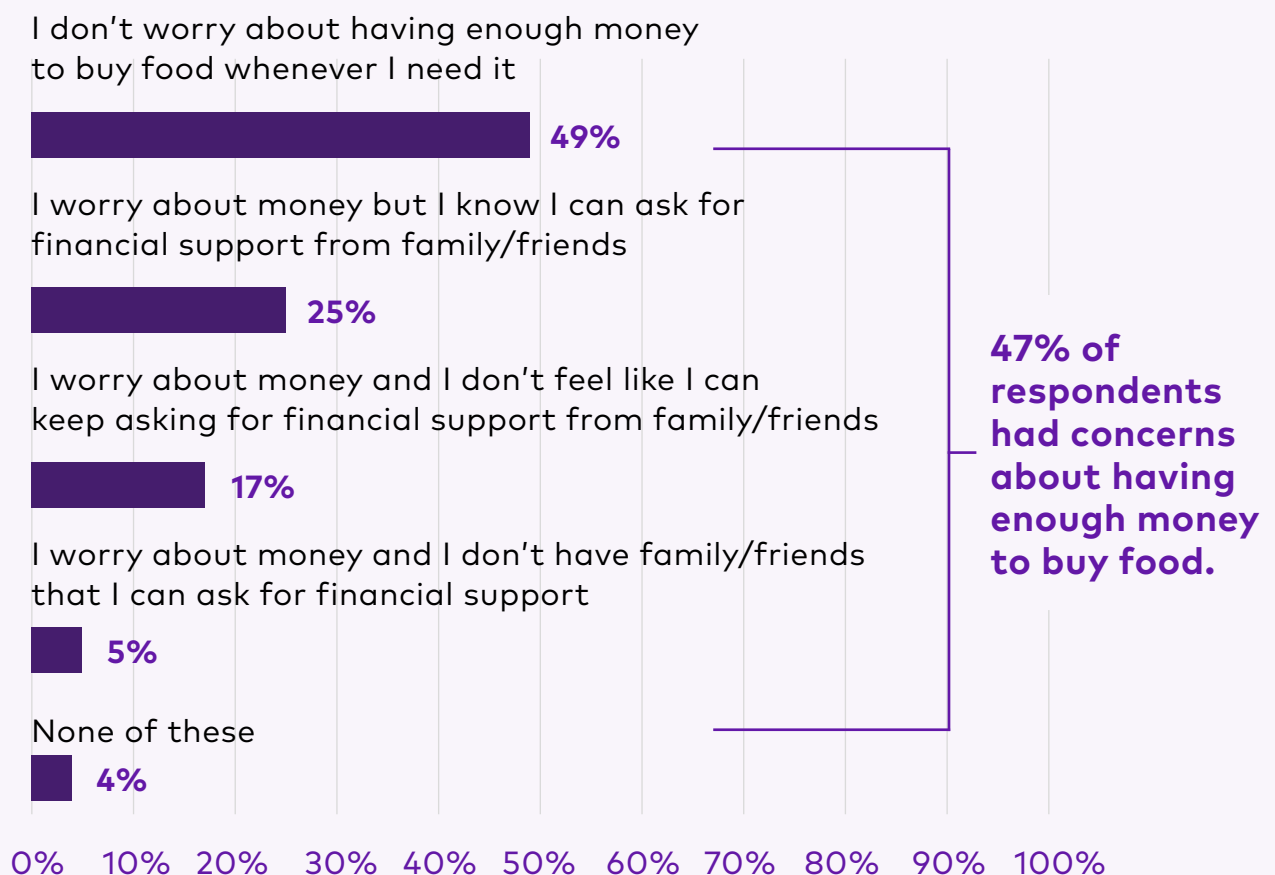 I don't worry about having enough money
to buy food whenever I need it
49%
I worry about money but I know I can ask for
financial support from family/friends
25%
I worry about money and I don't feel like I can
keep asking for financial support from family/friends
17%
I worry about money and I don't have family/friends
that I can ask for financial support
5%
None of these
4%
47% of
respondents
had concerns
about having
enough money
to buy food.
0% 10% 20% 30% 40% 50% 60% 70% 80% 90% 100%